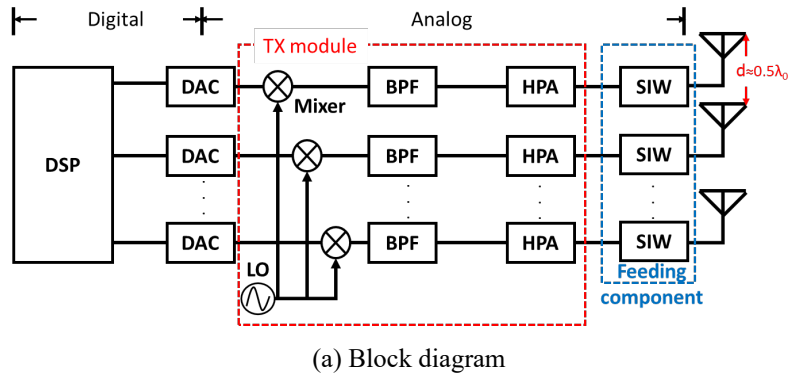 Digital
Analog
TX module
DAC
Mixer
BPF
HPA
SIW
d≈0.5λ₀
DSP
DAC
BPF
HPA
SIW
DAC
BPF
HPA
SIW
LO
Feeding
component
(a) Block diagram